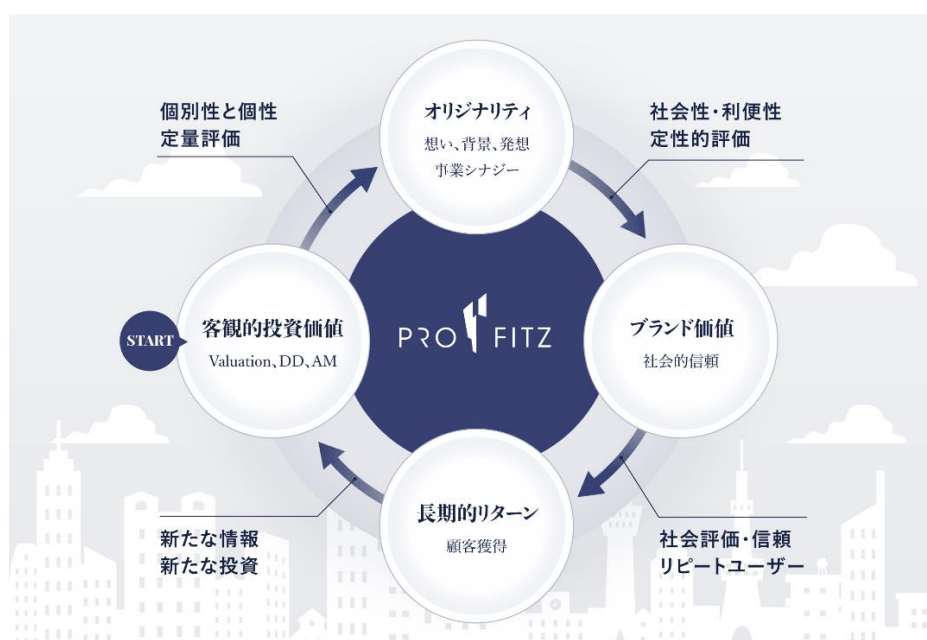 オリジナリティ
想い、背景、発想
事業シナジー
個別性と個性
定量評価
社会性・利便性
定性的評価
START
客観的投資価値
Valuation、DD、AM
PRO FITZ
ブランド価値
社会的信頼
長期的リターン
顧客獲得
新たな情報
新たな投資
社会評価・信頼
リピートユーザー